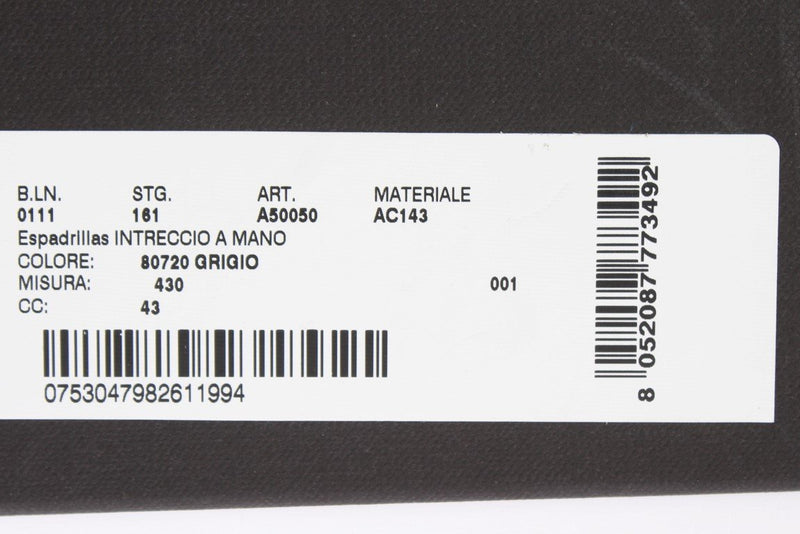 B.LN. STG. ART. MATERIALE
0111 161 A50050 AC143
Espadrillas INTRECCIO A MANO
COLORE: 80720 GRIGIO
MISURA: 430 001
CC: 43
0753047982611994
8 052087 773492